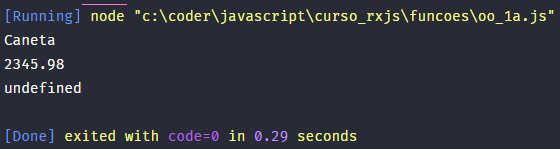 [Running] node "c:\coder\javascript\curso_rxjs\funcoes\oo_1a.js"
Caneta
2345.98
undefined
[Done] exited with code=0 in 0.29 seconds